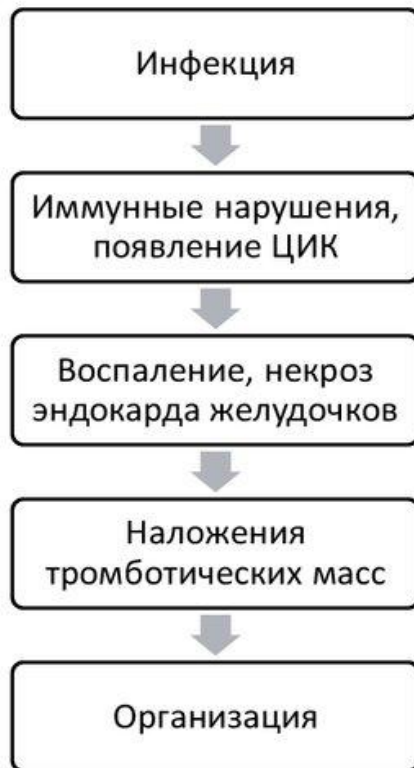 Инфекция
Иммунные нарушения,
появление ЦИК
Воспаление, некроз
эндокарда желудочков
Наложения
тромботических масс
Организация